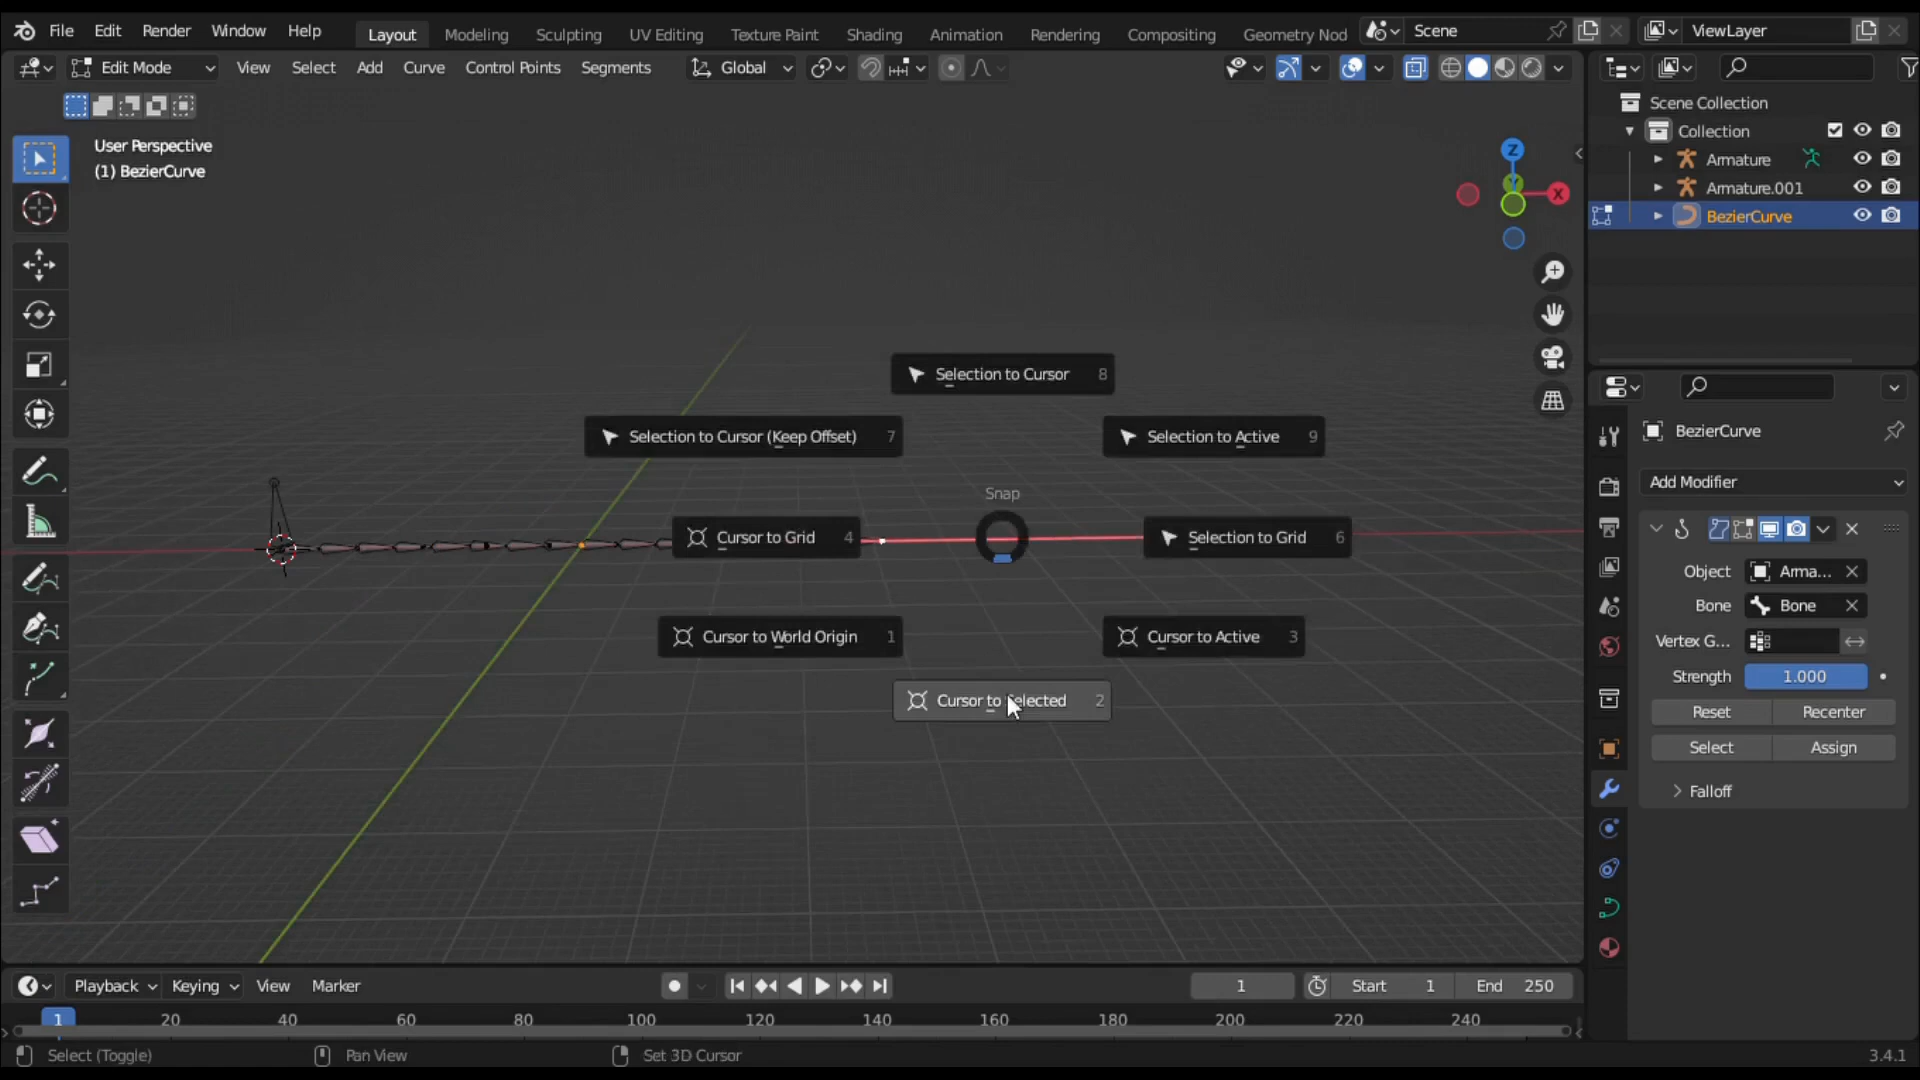 File Edit Render Window Help Layout Modeling Sculpting UV Editing Texture Paint Shading Animation Rendering Compositing Geometry Nod Scene ViewLayer
Edit Mode View Select Add Curve Control Points Segments Global
User Perspective
(1) BezierCurve
Z
Y
X
Scene Collection
Collection
Armature
Armature.001
BezierCurve
Selection to Cursor 8
Selection to Cursor (Keep Offset) 7
Selection to Active 9
Snap
Cursor to Grid 4
Selection to Grid 6
Cursor to World Origin 1
Cursor to Active 3
Cursor to Selected 2
BezierCurve
Add Modifier
Object Arma...
Bone Bone
Vertex G...
Strength 1.000
Reset Recenter
Select Assign
Falloff
Playback Keying View Marker 1 Start 1 End 250
1 20 40 60 80 100 120 140 160 180 200 220 240
Select (Toggle) Pan View Set 3D Cursor 3.4.1